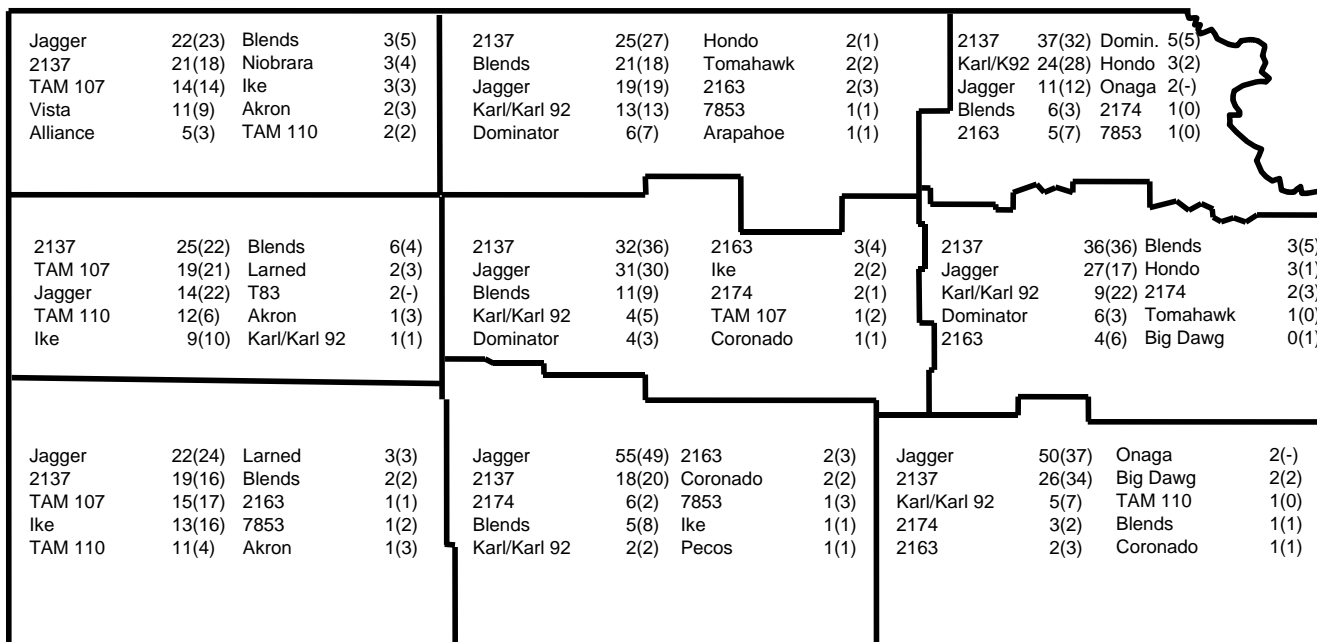 Jagger 22(23) Blends 3(5)
2137 21(18) Niobrara 3(4)
TAM 107 14(14) Ike 3(3)
Vista 11(9) Akron 2(3)
Alliance 5(3) TAM 110 2(2)
2137 25(27) Hondo 2(1)
Blends 21(18) Tomahawk 2(2)
Jagger 19(19) 2163 2(3)
Karl/Karl 92 13(13) 7853 1(1)
Dominator 6(7) Arapahoe 1(1)
2137 37(32) Domin. 5(5)
Karl/K92 24(28) Hondo 3(2)
Jagger 11(12) Onaga 2(-)
Blends 6(3) 2174 1(0)
2163 5(7) 7853 1(0)
2137 25(22) Blends 6(4)
TAM 107 19(21) Larned 2(3)
Jagger 14(22) T83 2(-)
TAM 110 12(6) Akron 1(3)
Ike 9(10) Karl/Karl 92 1(1)
2137 32(36) 2163 3(4)
Jagger 31(30) Ike 2(2)
Blends 11(9) 2174 2(1)
Karl/Karl 92 4(5) TAM 107 1(2)
Dominator 4(3) Coronado 1(1)
2137 36(36) Blends 3(5)
Jagger 27(17) Hondo 3(1)
Karl/Karl 92 9(22) 2174 2(3)
Dominator 6(3) Tomahawk 1(0)
2163 4(6) Big Dawg 0(1)
Jagger 22(24) Larned 3(3)
2137 19(16) Blends 2(2)
TAM 107 15(17) 2163 1(1)
Ike 13(16) 7853 1(2)
TAM 110 11(4) Akron 1(3)
Jagger 55(49) 2163 2(3)
2137 18(20) Coronado 2(2)
2174 6(2) 7853 1(3)
Blends 5(8) Ike 1(1)
Karl/Karl 92 2(2) Pecos 1(1)
Jagger 50(37) Onaga 2(-)
2137 26(34) Big Dawg 2(2)
Karl/Karl 92 5(7) TAM 110 1(0)
2174 3(2) Blends 1(1)
2163 2(3) Coronado 1(1)